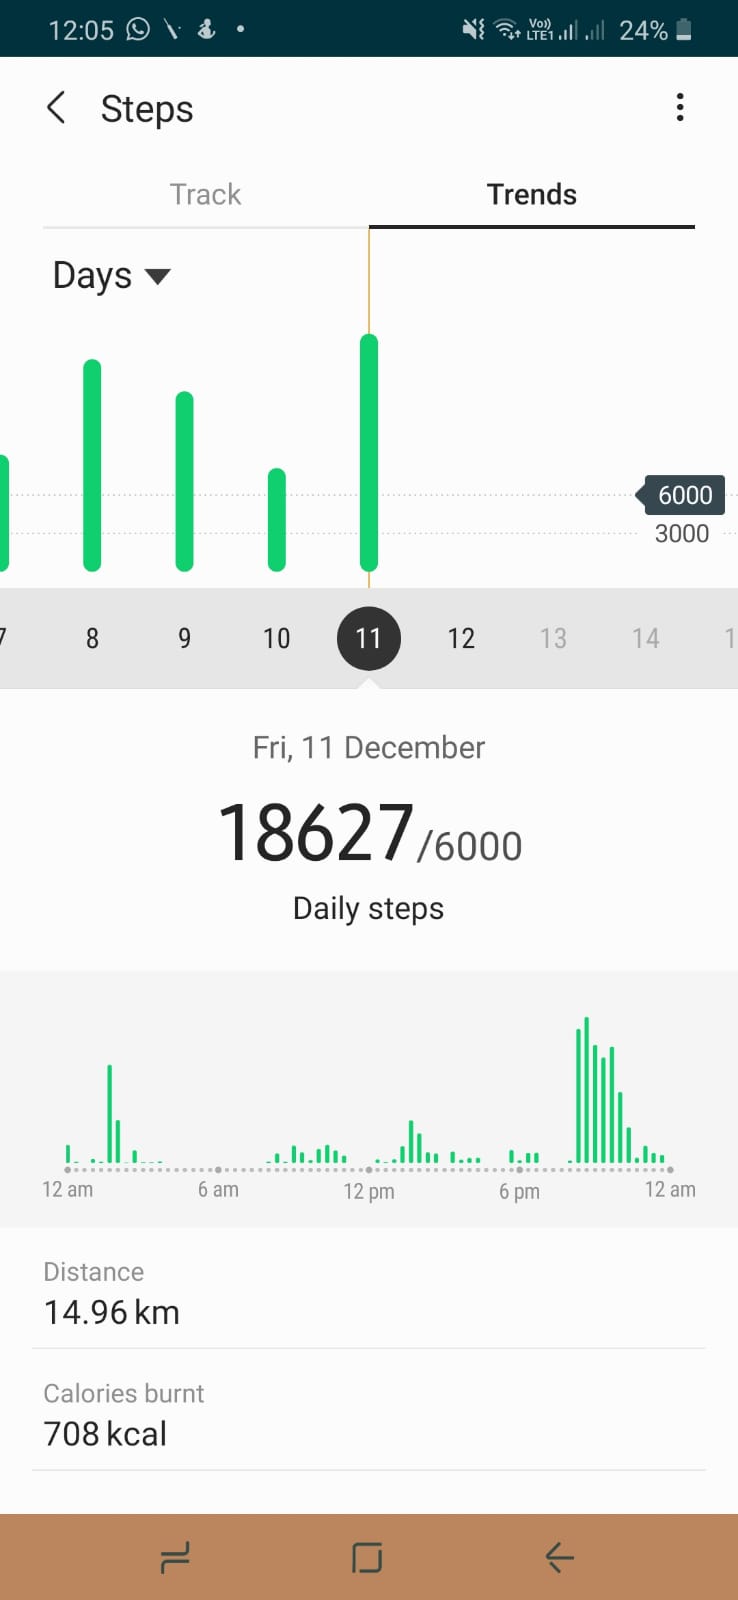 12:05 Vo)) LTE1 24%
Steps
Track Trends
Days
6000
3000
7 8 9 10 11 12 13 14 1
Fri, 11 December
18627/6000
Daily steps
12 am 6 am 12 pm 6 pm 12 am
Distance
14.96 km
Calories burnt
708 kcal